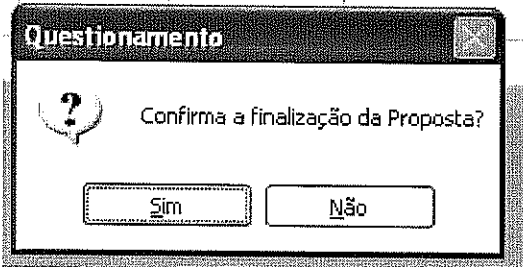 Questionamento
?
Confirma a finalização da Proposta?
Sim
Não